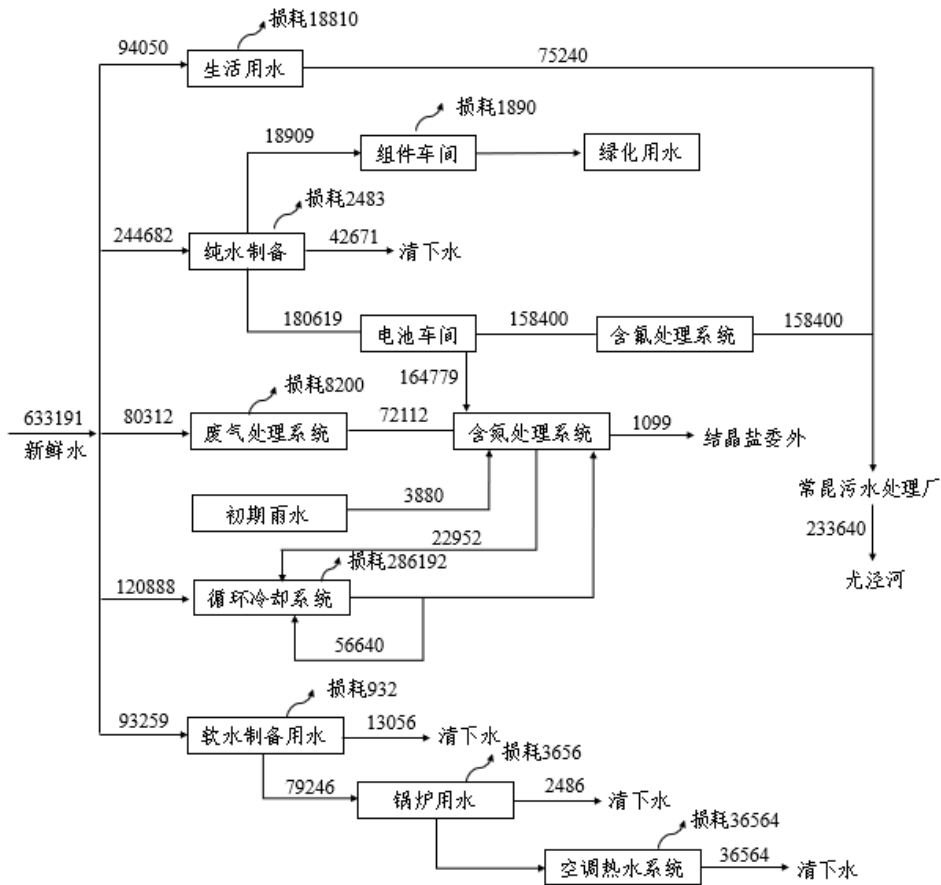 损耗18810
94050
生活用水
75240
损耗1890
18909
组件车间
绿化用水
损耗2483
244682
纯水制备
42671
清下水
180619
电池车间
158400
含氟处理系统
158400
164779
损耗8200
633191
新鲜水
80312
废气处理系统
72112
含氮处理系统
1099
结晶盐委外
3880
初期雨水
常昆污水处理厂
233640
尤泾河
22952
损耗286192
120888
循环冷却系统
56640
损耗932
93259
软水制备用水
13056
清下水
损耗3656
79246
锅炉用水
2486
清下水
损耗36564
空调热水系统
36564
清下水